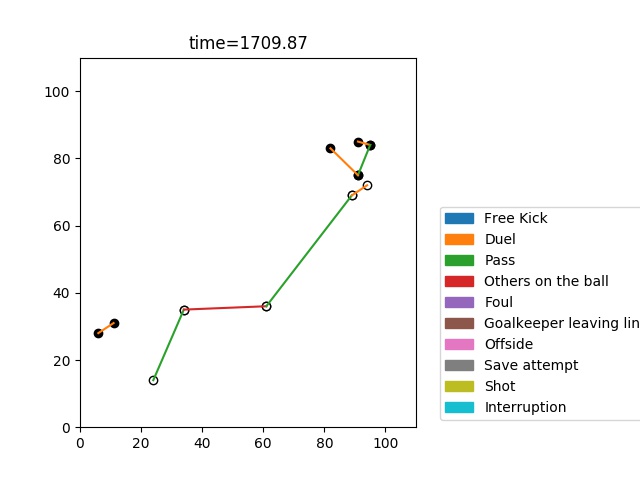 time=1709.87
100
80
60
40
20
0
0 20 40 60 80 100
Free Kick
Duel
Pass
Others on the ball
Foul
Goalkeeper leaving lin
Offside
Save attempt
Shot
Interruption